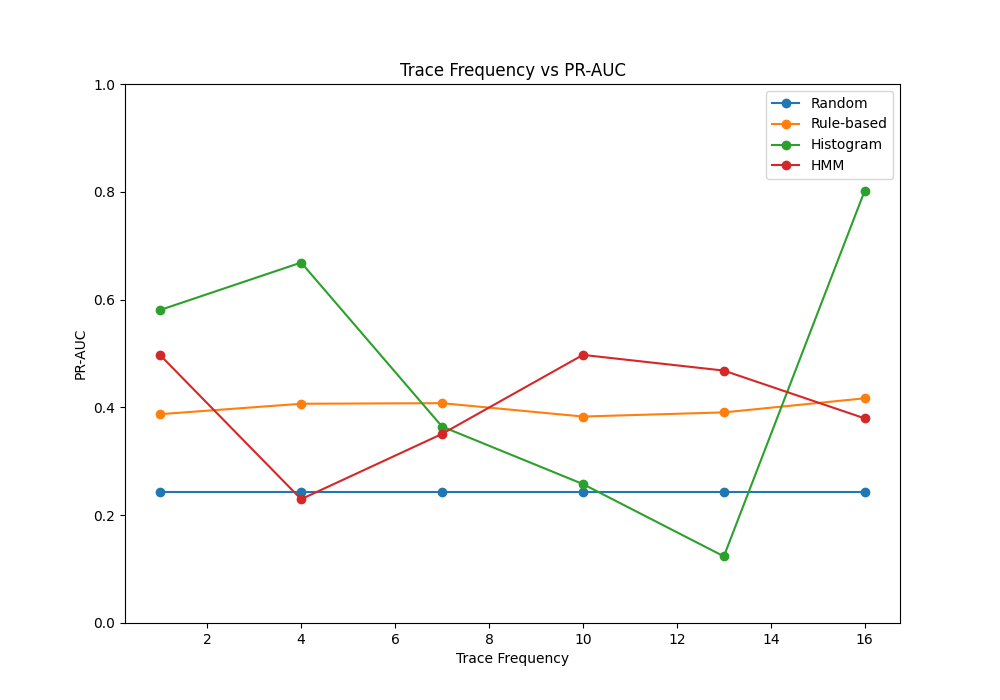 Trace Frequency vs PR-AUC
Random
Rule-based
Histogram
HMM
PR-AUC
1.0
0.8
0.6
0.4
0.2
0.0
2 4 6 8 10 12 14 16
Trace Frequency